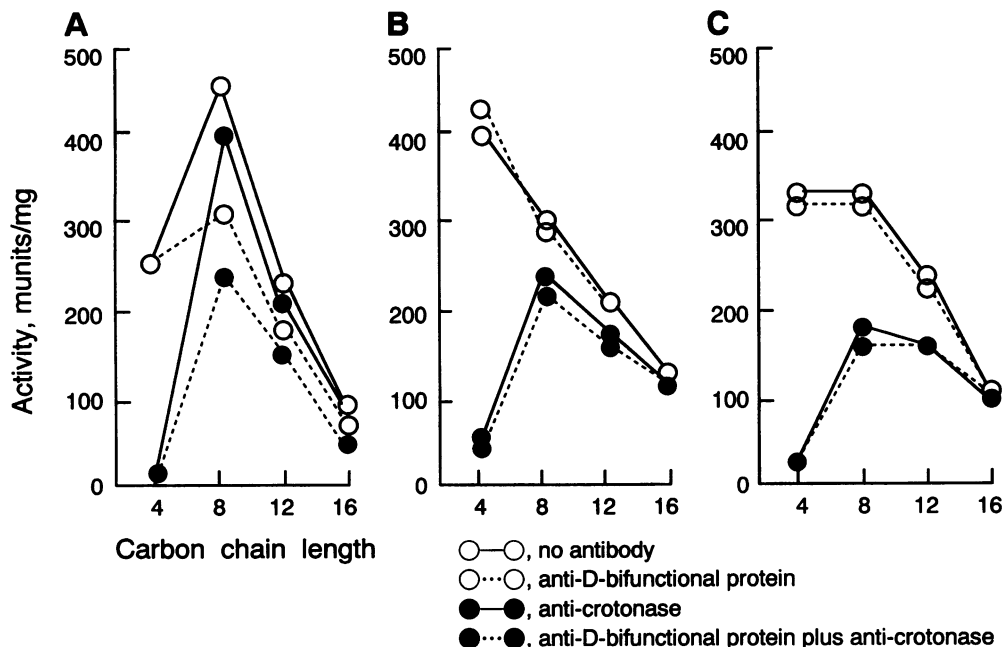 A
B
C
500
400
300
200
100
0
Activity, munits/mg
4 8 12 16
Carbon chain length
500
400
300
200
100
0
4 8 12 16
500
400
300
200
100
0
4 8 12 16
, no antibody
, anti-D-bifunctional protein
, anti-crotonase
, anti-D-bifunctional protein plus anti-crotonase